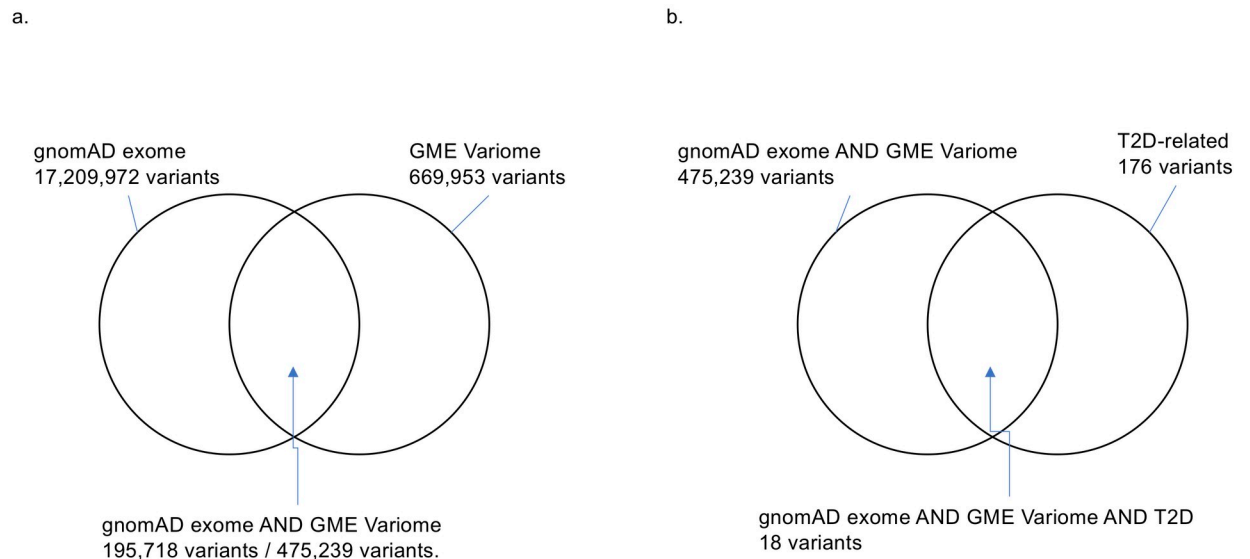 a.
gnomAD exome
17,209,972 variants
GME Variome
669,953 variants
gnomAD exome AND GME Variome
195,718 variants / 475,239 variants.
b.
gnomAD exome AND GME Variome
475,239 variants
T2D-related
176 variants
gnomAD exome AND GME Variome AND T2D
18 variants